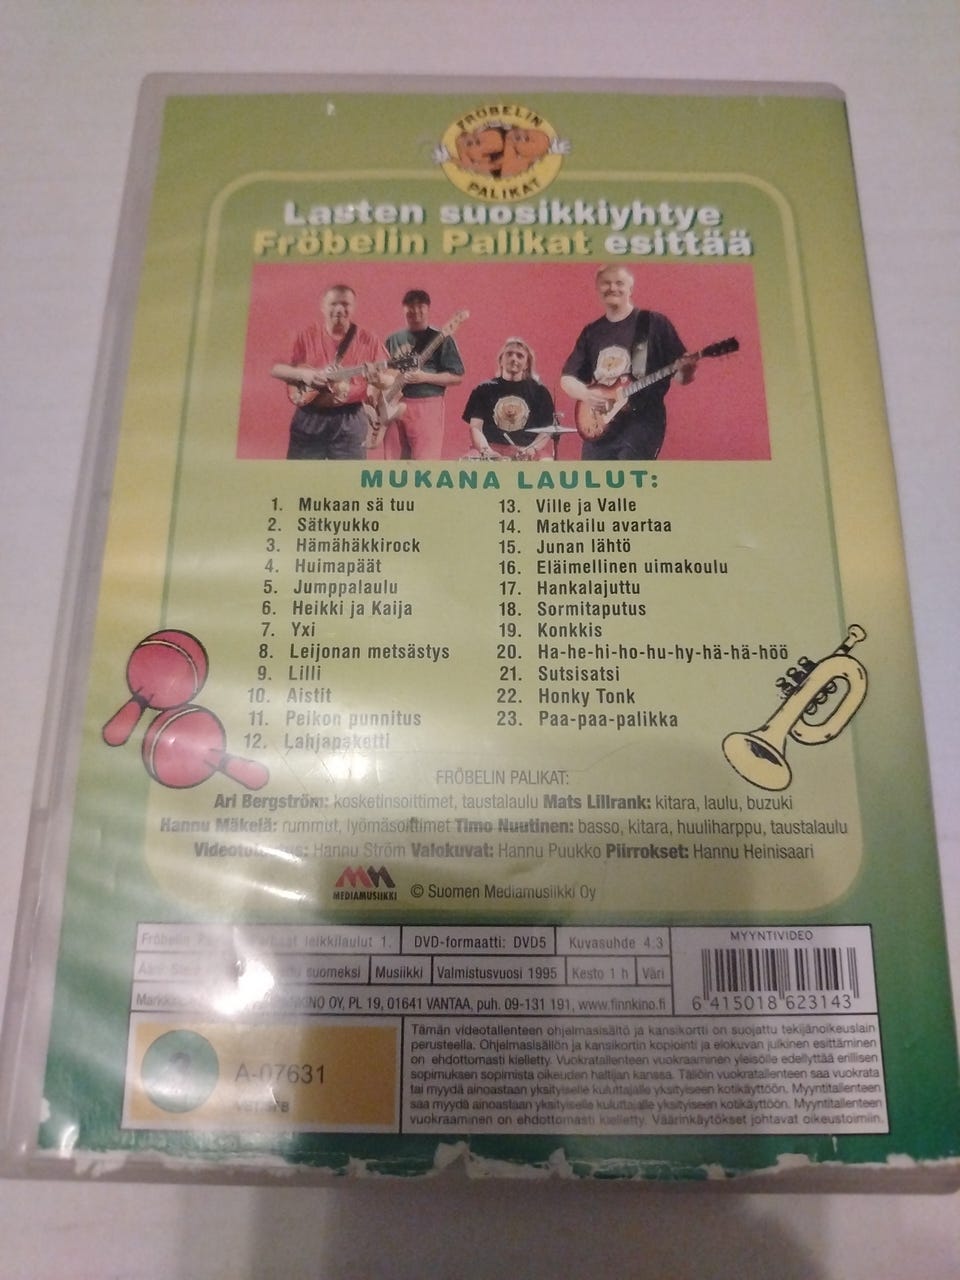 FRÖBELIN
PALIKAT
Lasten suosikkiyhtye
Fröbelin Palikat esittää
MUKANA LAULUT:
1. Mukaan sä tuu
2. Sätkyukko
3. Hämähäkkirock
4. Huimapäät
5. Jumppalaulu
6. Heikki ja Kaija
7. Yxi
8. Leijonan metsästys
9. Lilli
10. Aistit
11. Peikon punnitus
12. Lahjapaketti
13. Ville ja Valle
14. Matkailu avartaa
15. Junan lähtö
16. Eläimellinen uimakoulu
17. Hankalajuttu
18. Sormitaputus
19. Konkkis
20. Ha-he-hi-ho-hu-hy-hä-hä-höö
21. Sutsisatsi
22. Honky Tonk
23. Paa-paa-palikka
FRÖBELIN PALIKAT:
Ari Bergström: kosketinsoittimet, taustalaulu Mats Lillrank: kitara, laulu, buzuki
Hannu Mäkelä: rummut, lyömäsoittimet Timo Nuutinen: basso, kitara, huuliharppu, taustalaulu
Hannu Ström Valokuvat: Hannu Puukko Piirrokset: Hannu Heinisaari
MEDIAMUSIIKKI © Suomen Mediamusiikki Oy
Fröbelin leikkilaulut 1. DVD-formaatti: DVD5 Kuvasuhde 4.3
suomeksi Musiikki Valmistusvuosi 1995 Kesto 1 h Väri
OY, PL 19, 01641 VANTAA, puh. 09-131 191, www.finnkino.fi
MYYNTIVIDEO
6 415018 623143
A-07631
Tämän videotallenteen ohjelmasisältö ja kansikortti on suojattu tekijänoikeuslain
perusteella. Ohjelmasisällön ja kansikortin kopiointi ja elokuvan julkinen esittäminen
on ehdottomasti kielletty. Vuokratallenteen vuokraaminen yleisölle edellyttää erillisen
sopimuksen sopimista oikeuden haltijan kanssa. Tällöin vuokratallenteen saa vuokrata
tai myydä ainoastaan yksityiselle kuluttajalle yksityiseen kotikäyttöön. Myyntitallenteen
saa myydä ainoastaan yksityiselle kuluttajalle yksityiseen kotikäyttöön. Myyntitallenteen
vuokraaminen on ehdottomasti kielletty. Väärinkäytökset johtavat oikeustoimiin.